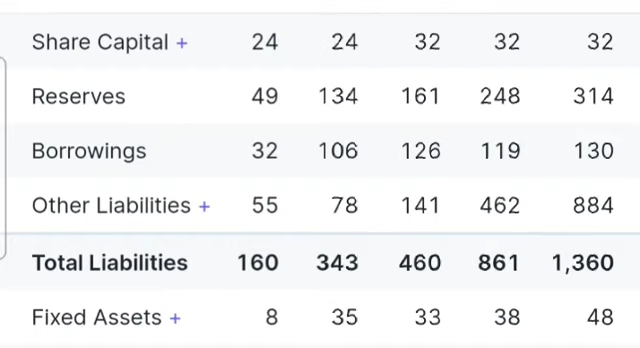 Share Capital + 24 24 32 32 32
Reserves 49 134 161 248 314
Borrowings 32 106 126 119 130
Other Liabilities + 55 78 141 462 884
Total Liabilities 160 343 460 861 1,360
Fixed Assets + 8 35 33 38 48